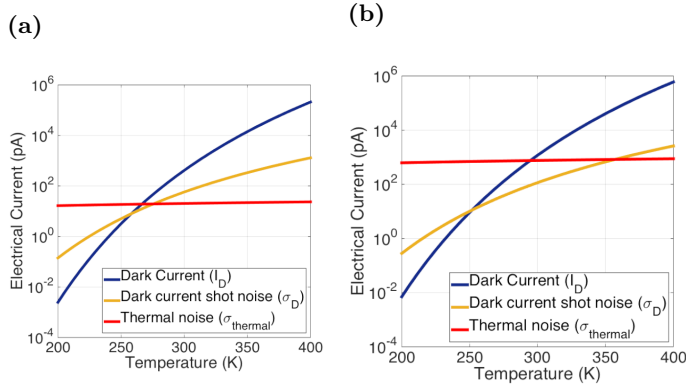 (a)
Electrical Current (pA)
10^6
10^4
10^2
10^0
10^-2
10^-4
Dark Current (I_D)
Dark current shot noise (σ_D)
Thermal noise (σ_thermal)
200 250 300 350 400
Temperature (K)
(b)
Electrical Current (pA)
10^6
10^4
10^2
10^0
10^-2
10^-4
Dark Current (I_D)
Dark current shot noise (σ_D)
Thermal noise (σ_thermal)
200 250 300 350 400
Temperature (K)